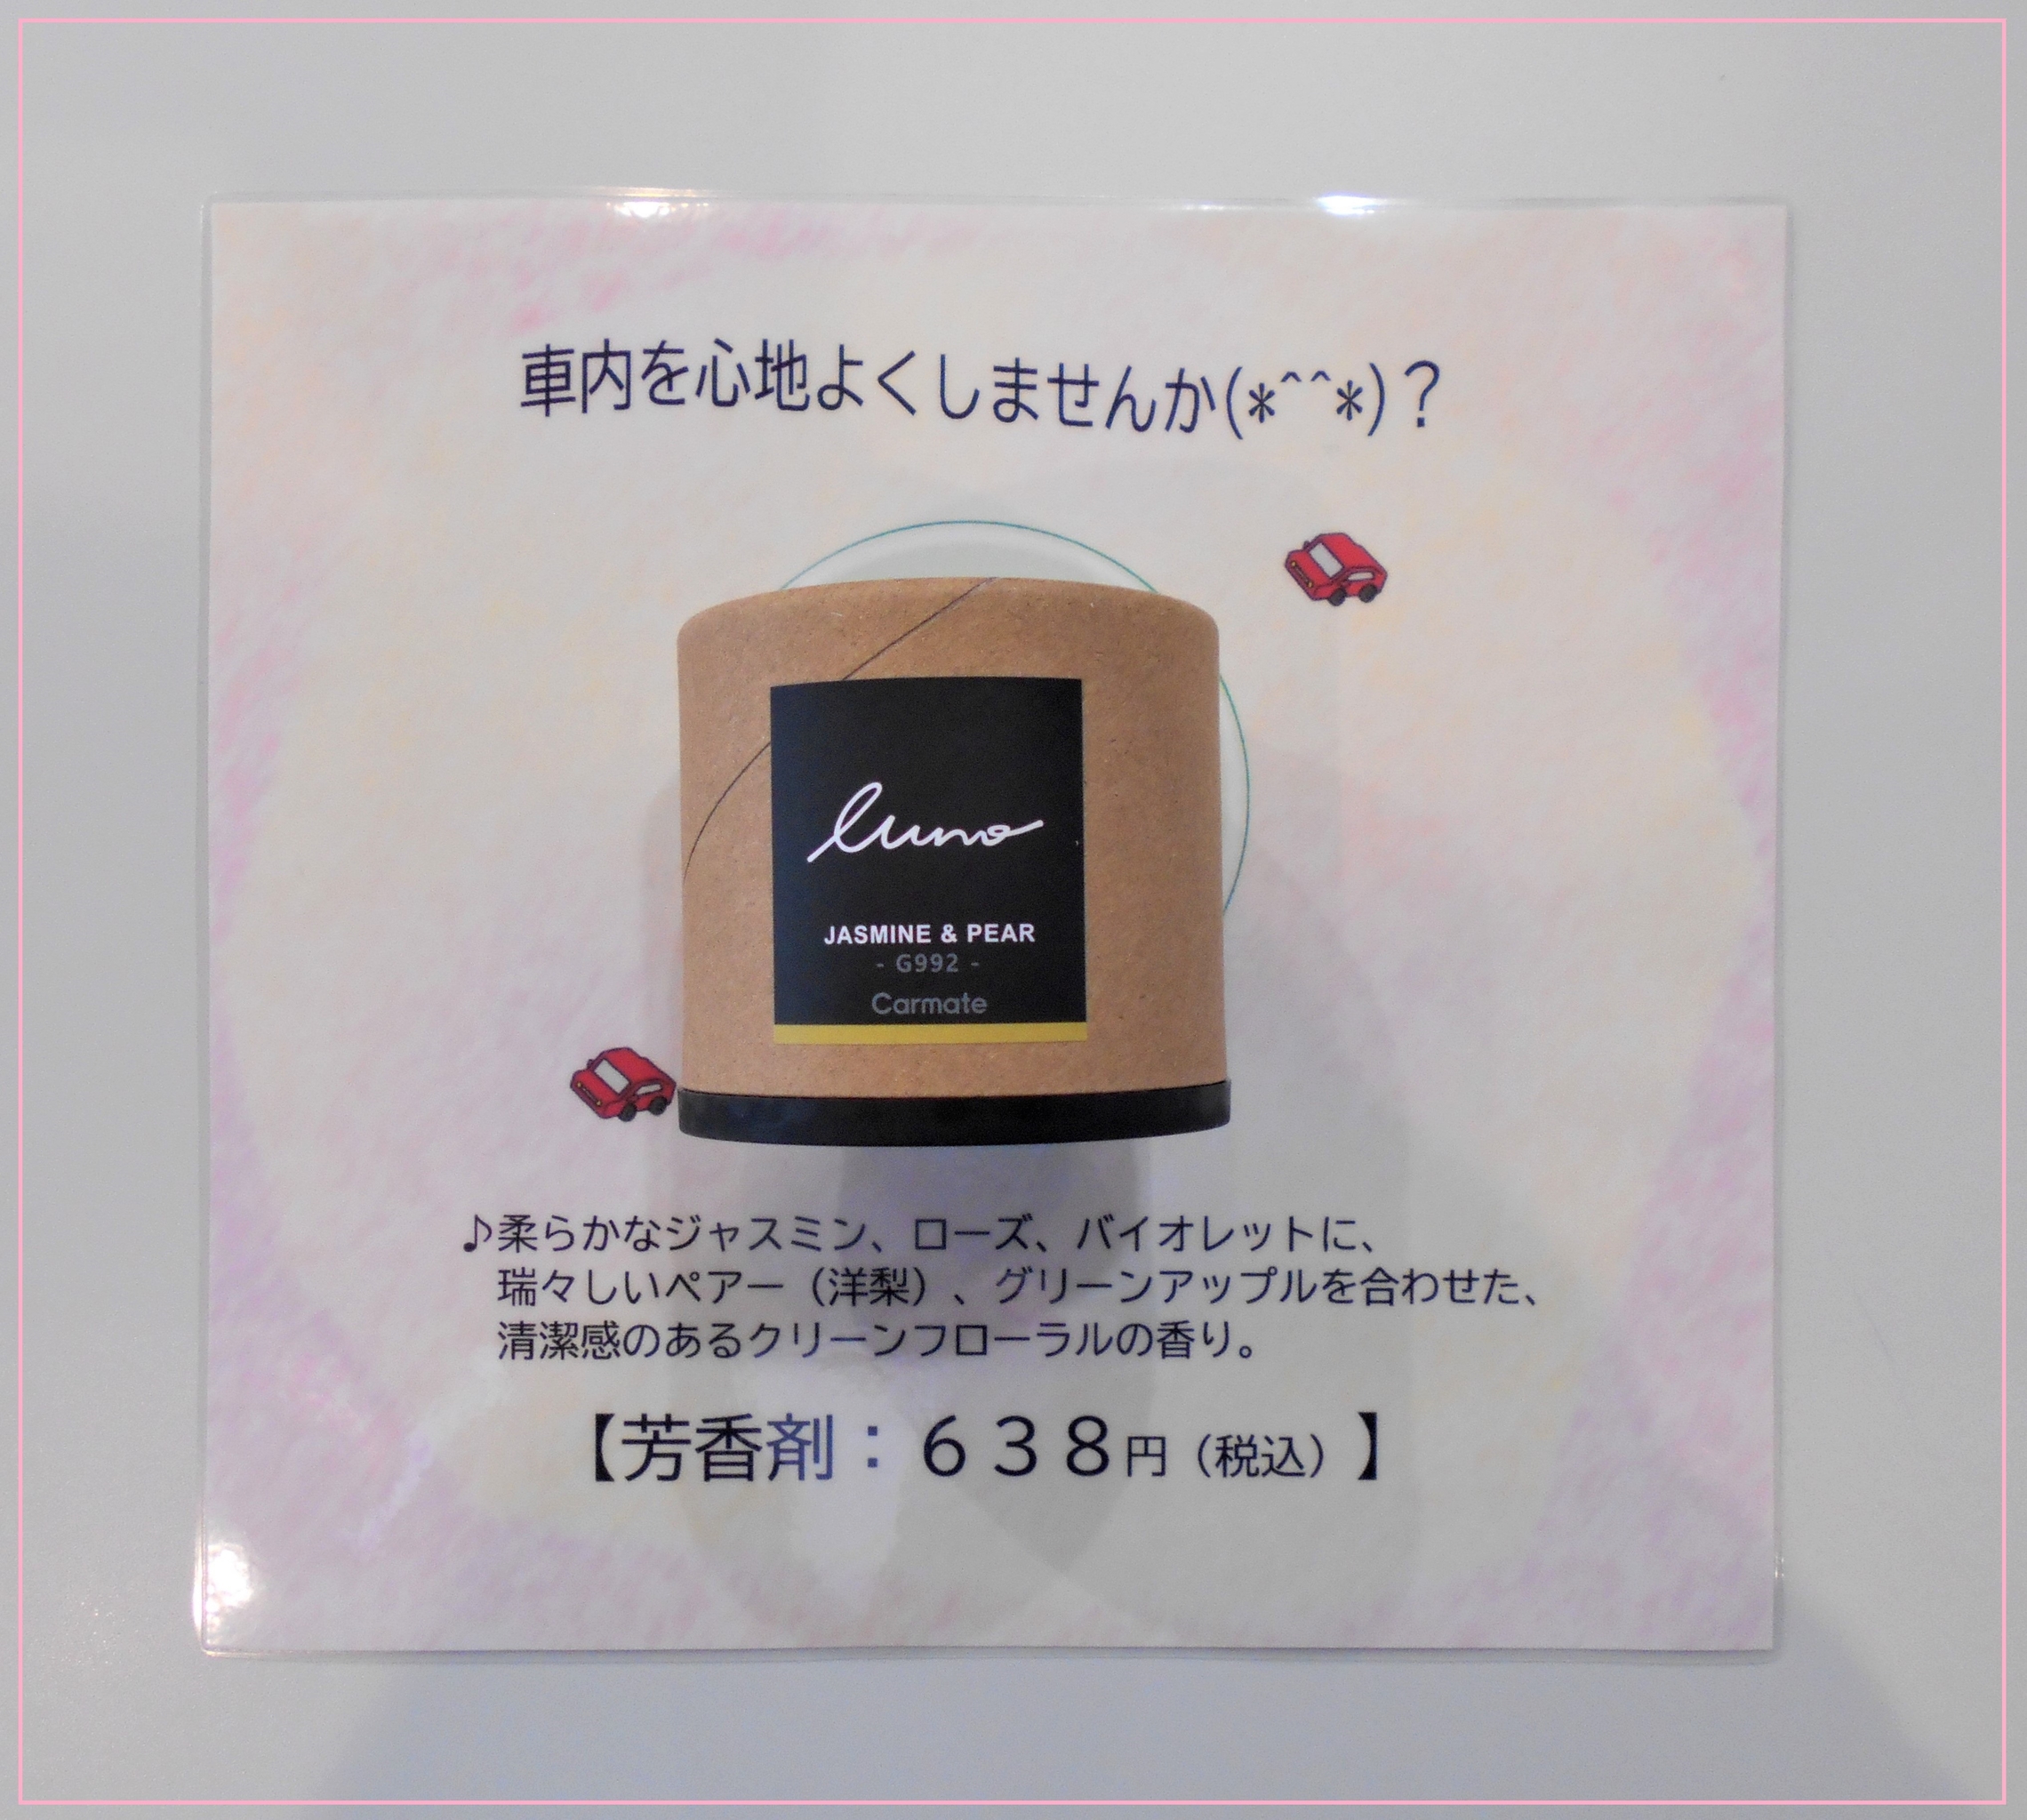 車内を心地よくしませんか(*^^*)？
luno
JASMINE & PEAR
- G992 -
Carmate
♪柔らかなジャスミン、ローズ、バイオレットに、
瑞々しいペアー（洋梨）、グリーンアップルを合わせた、
清潔感のあるクリーンフローラルの香り。
【芳香剤：６３８円（税込）】